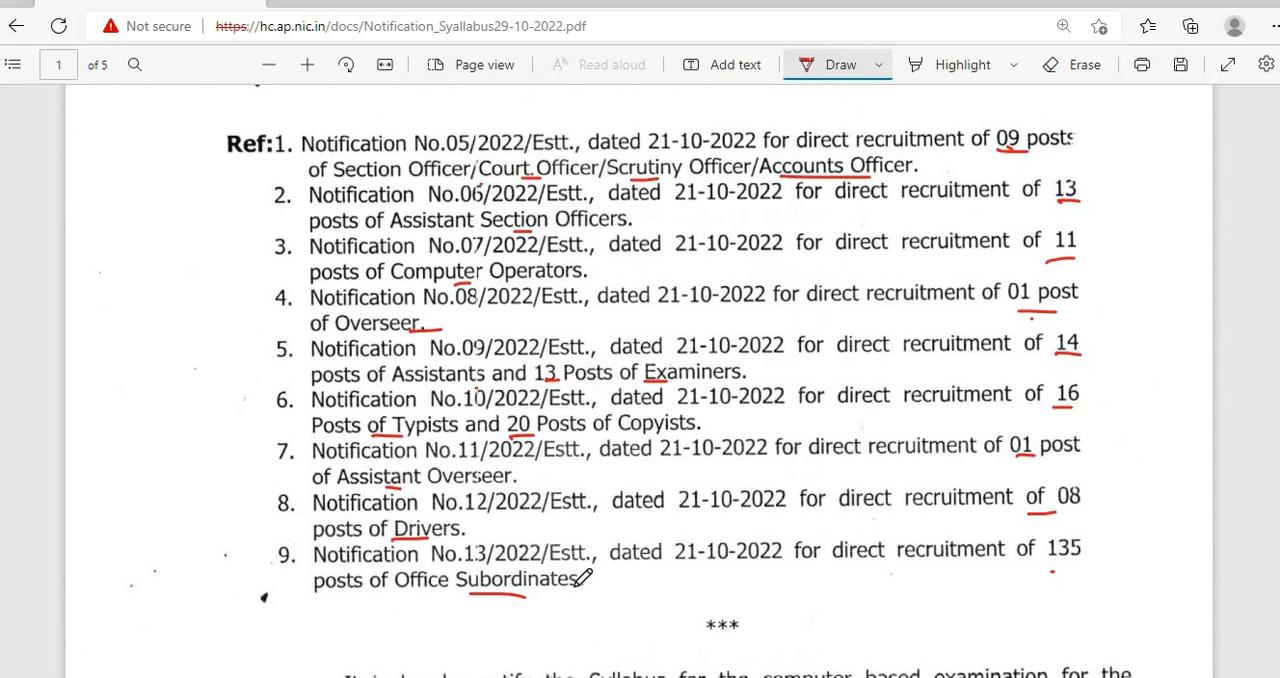 Not secure | https://hc.ap.nic.in/docs/Notification_Syallabus29-10-2022.pdf
1 of 5 Page view Read aloud Add text Draw Highlight Erase
Ref:1. Notification No.05/2022/Estt., dated 21-10-2022 for direct recruitment of 09 posts
of Section Officer/Court Officer/Scrutiny Officer/Accounts Officer.
2. Notification No.06/2022/Estt., dated 21-10-2022 for direct recruitment of 13
posts of Assistant Section Officers.
3. Notification No.07/2022/Estt., dated 21-10-2022 for direct recruitment of 11
posts of Computer Operators.
4. Notification No.08/2022/Estt., dated 21-10-2022 for direct recruitment of 01 post
of Overseer.
5. Notification No.09/2022/Estt., dated 21-10-2022 for direct recruitment of 14
posts of Assistants and 13 Posts of Examiners.
6. Notification No.10/2022/Estt., dated 21-10-2022 for direct recruitment of 16
Posts of Typists and 20 Posts of Copyists.
7. Notification No.11/2022/Estt., dated 21-10-2022 for direct recruitment of 01 post
of Assistant Overseer.
8. Notification No.12/2022/Estt., dated 21-10-2022 for direct recruitment of 08
posts of Drivers.
9. Notification No.13/2022/Estt., dated 21-10-2022 for direct recruitment of 135
posts of Office Subordinates
***
the Syllabus for the computer based examination for the